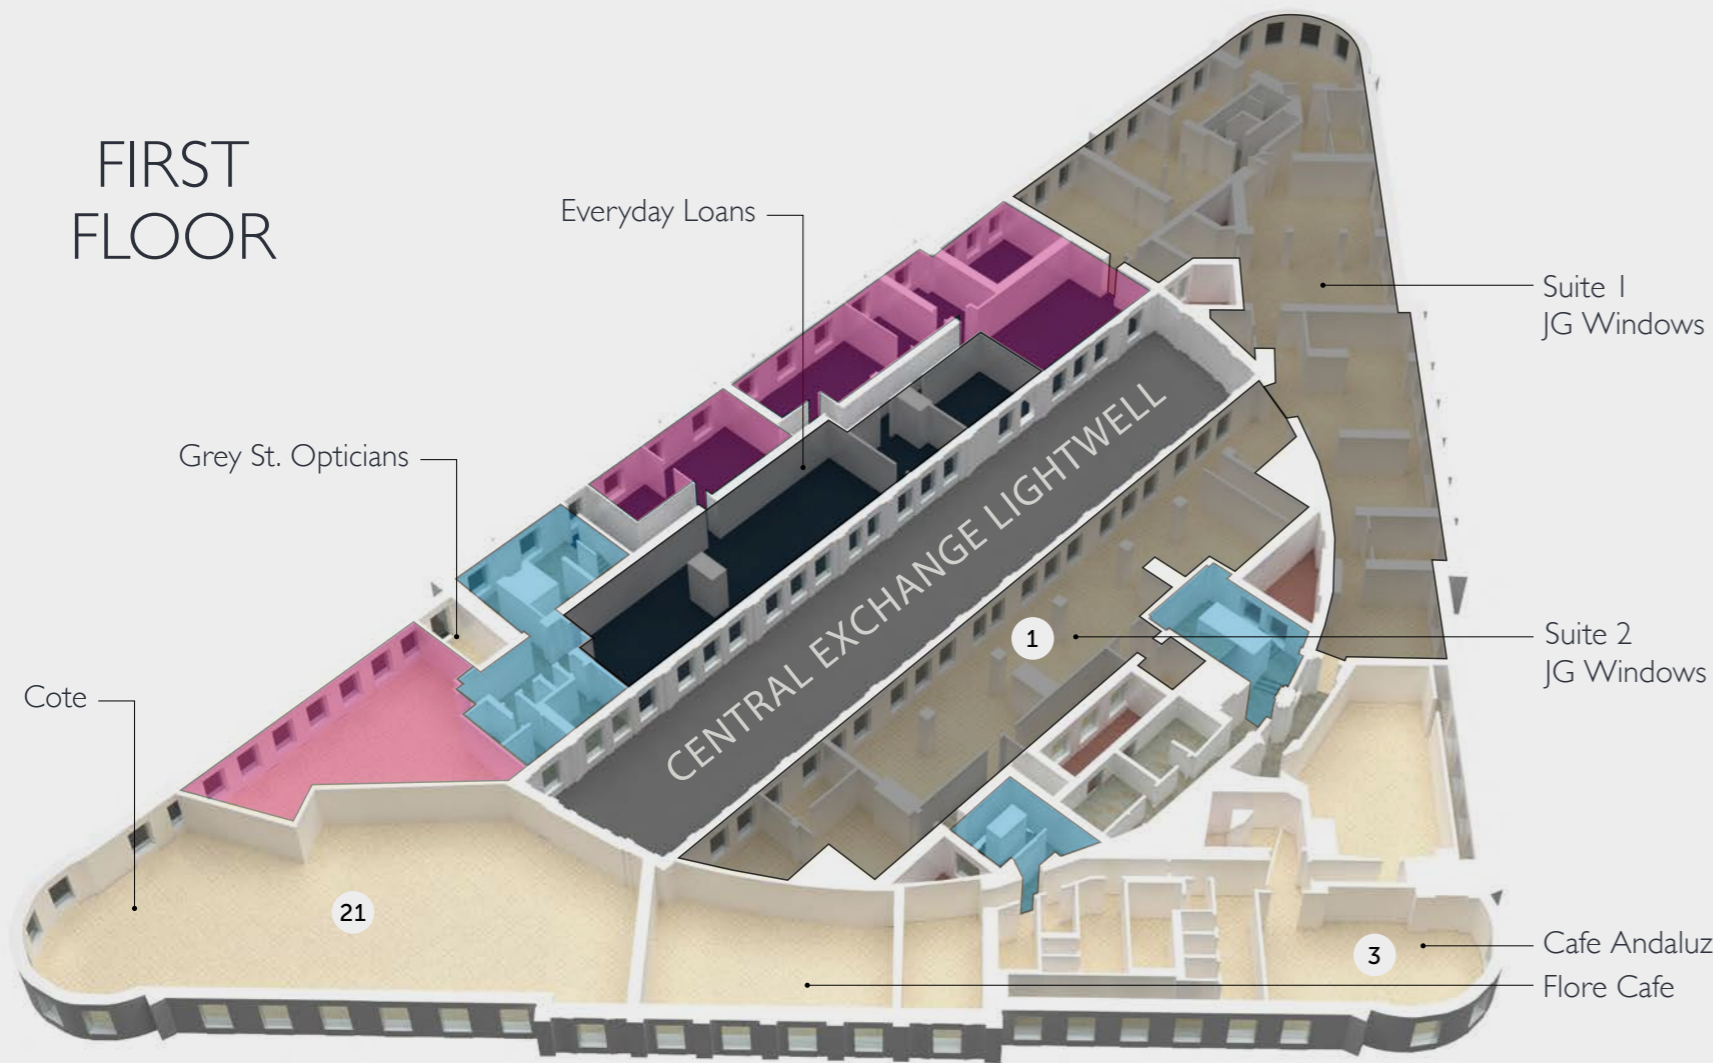 FIRST
FLOOR
Everyday Loans
Suite 1
JG Windows
Grey St. Opticians
CENTRAL EXCHANGE LIGHTWELL
1
Suite 2
JG Windows
Cote
21
3
Cafe Andaluz
Flore Cafe